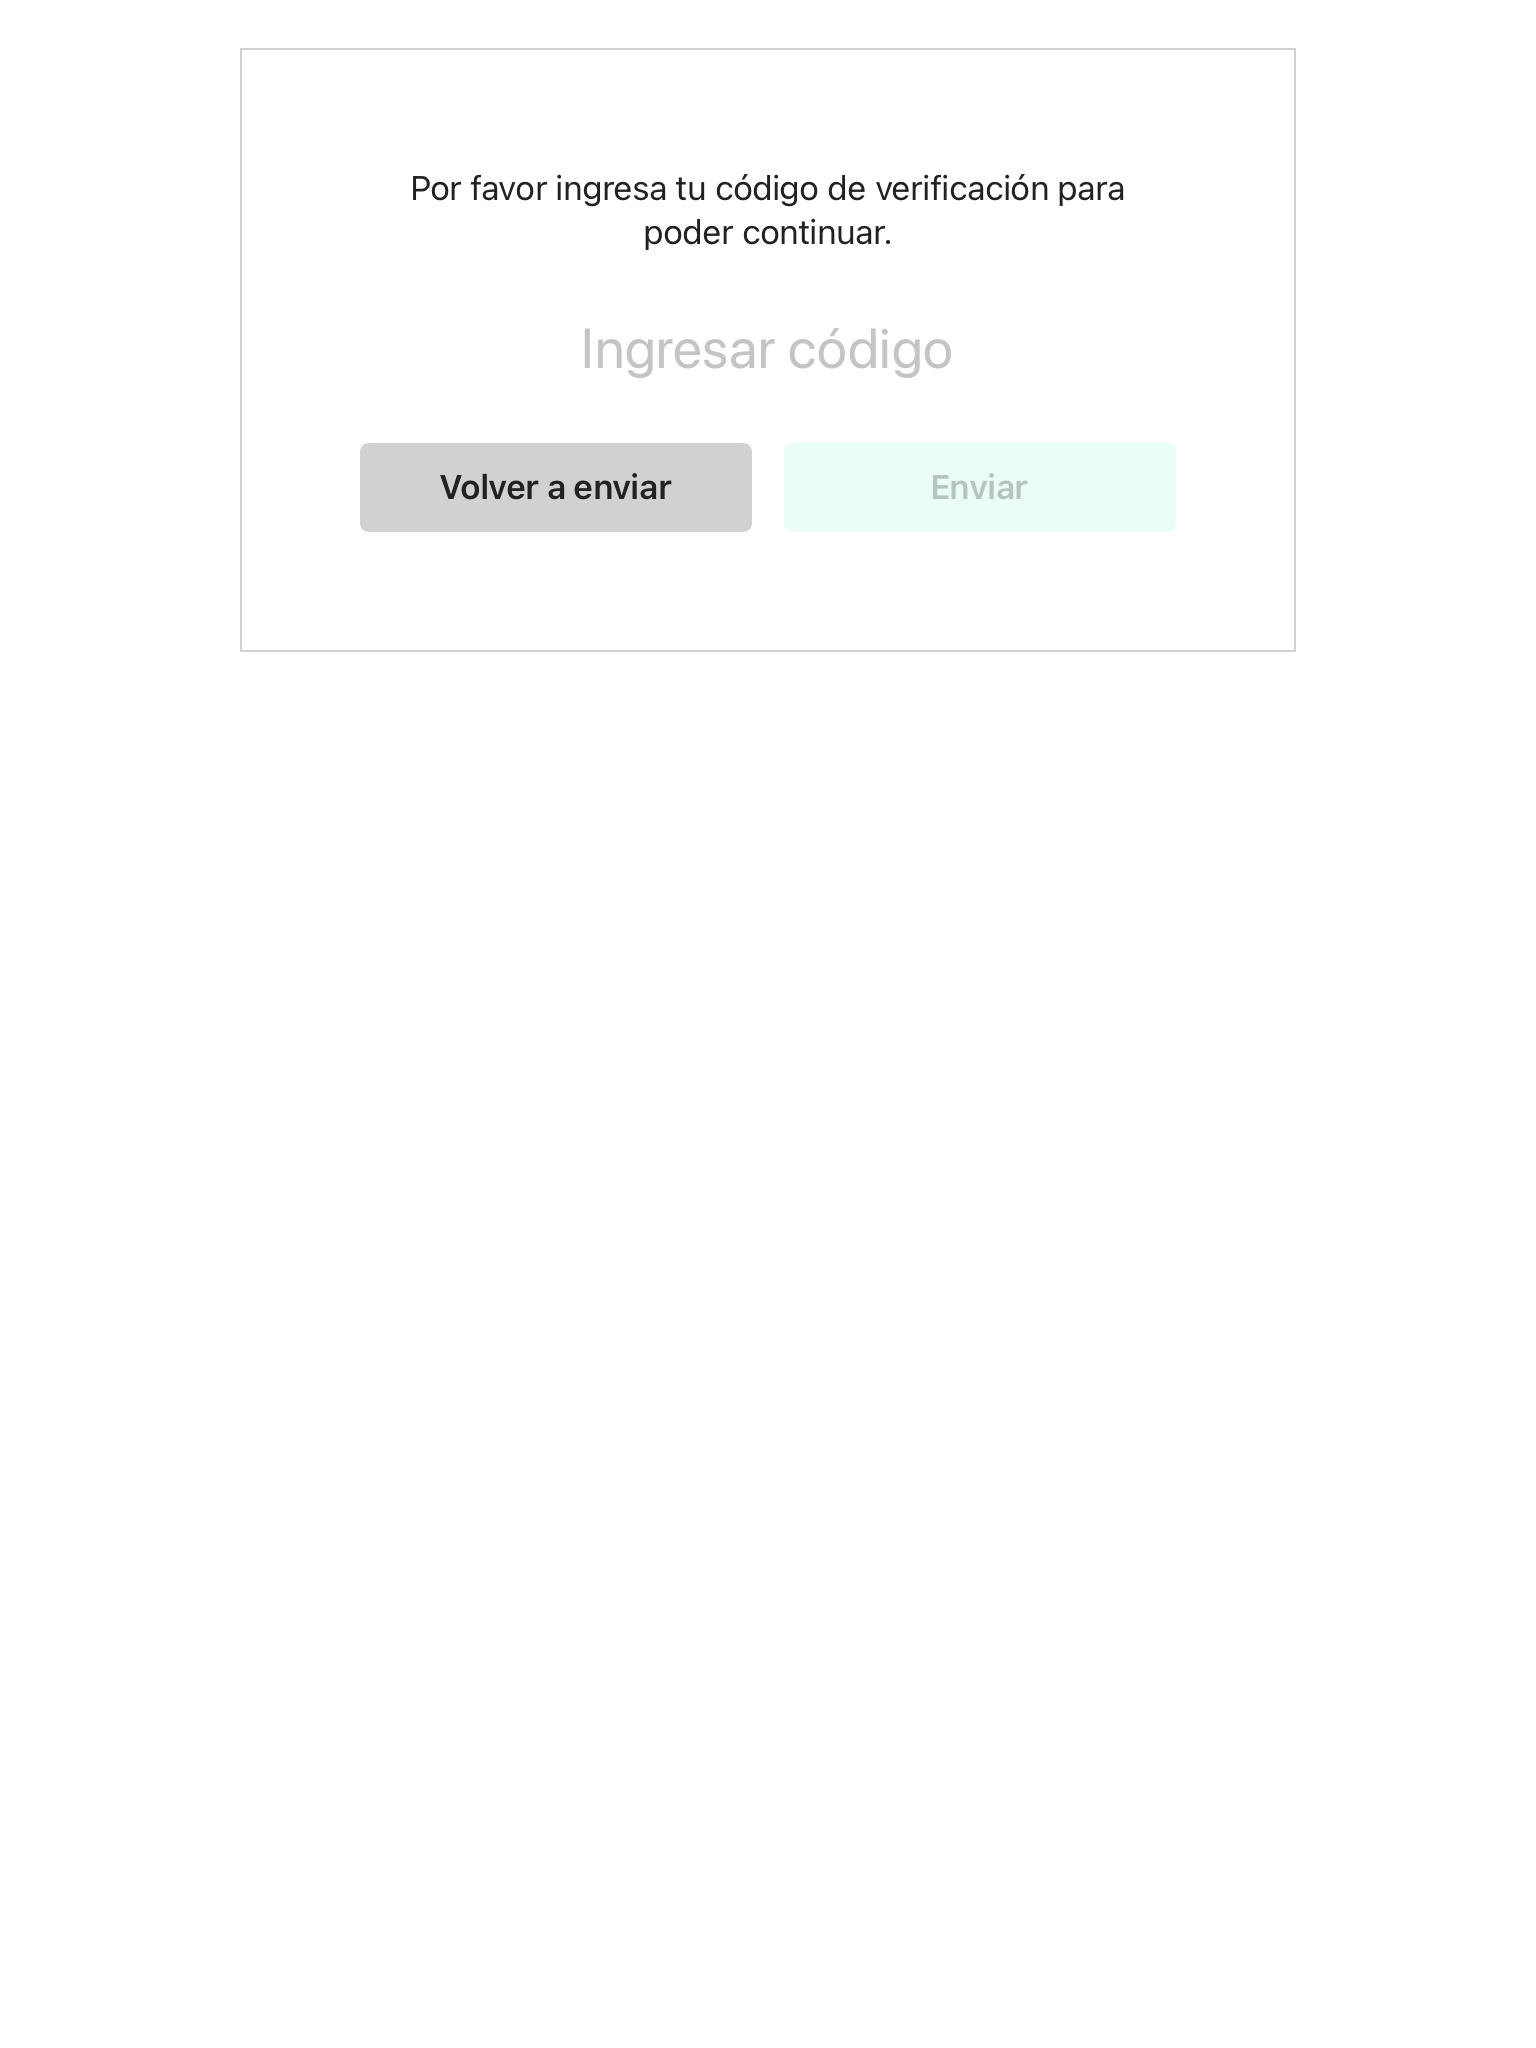 Por favor ingresa tu código de verificación para
poder continuar.
Ingresar código
Volver a enviar
Enviar